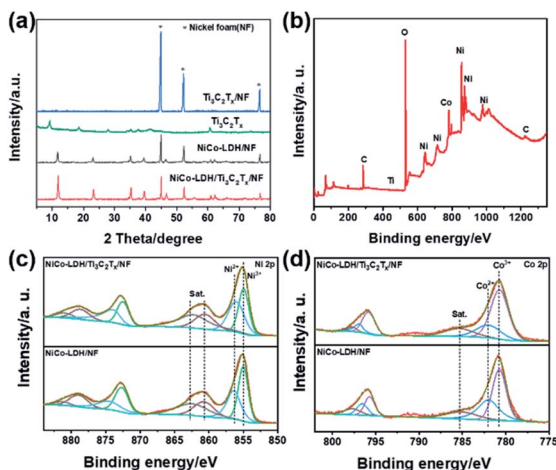 (a)
Nickel foam(NF)
Ti₃C₂Tₓ/NF
Ti₃C₂Tₓ
NiCo-LDH/NF
NiCo-LDH/Ti₃C₂Tₓ/NF
Intensity/a. u.
10 20 30 40 50 60 70 80
2 Theta/degree
(b)
O
Ni
Ni
Co
Ni
Ni
Ni
C
Ti
C
Intensity/a. u.
0 200 400 600 800 1000 1200
Binding energy/eV
(c)
NiCo-LDH/Ti₃C₂Tₓ/NF
Ni 2p
Ni²⁺
Ni³⁺
Sat.
NiCo-LDH/NF
Intensity/a. u.
880 870 860 855 850
Binding energy/eV
(d)
NiCo-LDH/Ti₃C₂Tₓ/NF
Co³⁺
Co 2p
Co²⁺
Sat.
NiCo-LDH/NF
Intensity/a. u.
800 795 790 785 780 775
Binding energy/eV